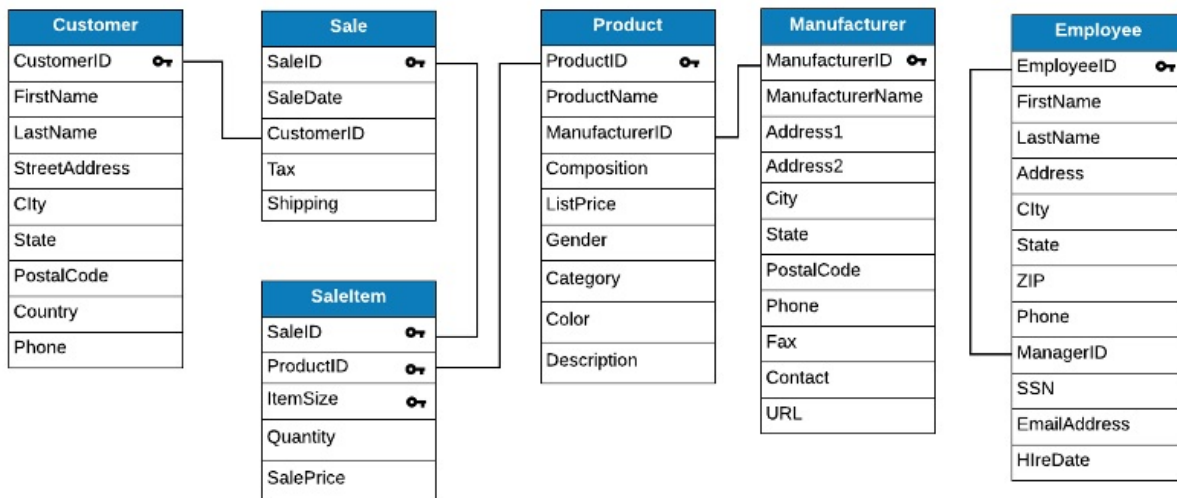 Customer
CustomerID
FirstName
LastName
StreetAddress
CIty
State
PostalCode
Country
Phone
Sale
SaleID
SaleDate
CustomerID
Tax
Shipping
SaleItem
SaleID
ProductID
ItemSize
Quantity
SalePrice
Product
ProductID
ProductName
ManufacturerID
Composition
ListPrice
Gender
Category
Color
Description
Manufacturer
ManufacturerID
ManufacturerName
Address1
Address2
City
State
PostalCode
Phone
Fax
Contact
URL
Employee
EmployeeID
FirstName
LastName
Address
CIty
State
ZIP
Phone
ManagerID
SSN
EmailAddress
HIreDate